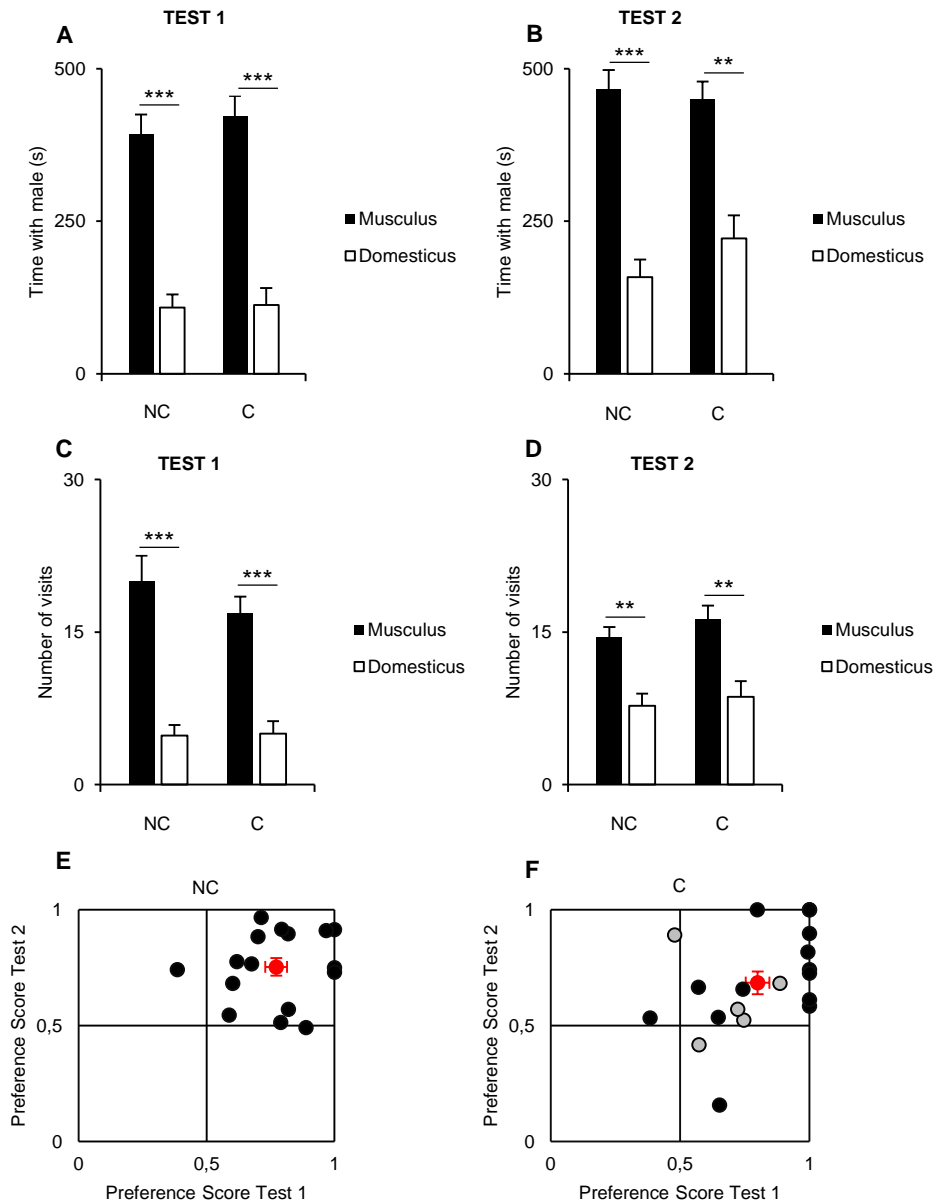 TEST 1
A
500
250
0
Time with male (s)
***
***
NC
C
Musculus
Domesticus
TEST 2
B
500
250
0
Time with male (s)
***
**
NC
C
Musculus
Domesticus
C
TEST 1
30
15
0
Number of visits
***
***
NC
C
Musculus
Domesticus
D
TEST 2
30
15
0
Number of visits
**
**
NC
C
Musculus
Domesticus
E
NC
1
0,5
0
Preference Score Test 2
0
0,5
1
Preference Score Test 1
F
C
1
0,5
0
Preference Score Test 2
0
0,5
1
Preference Score Test 1